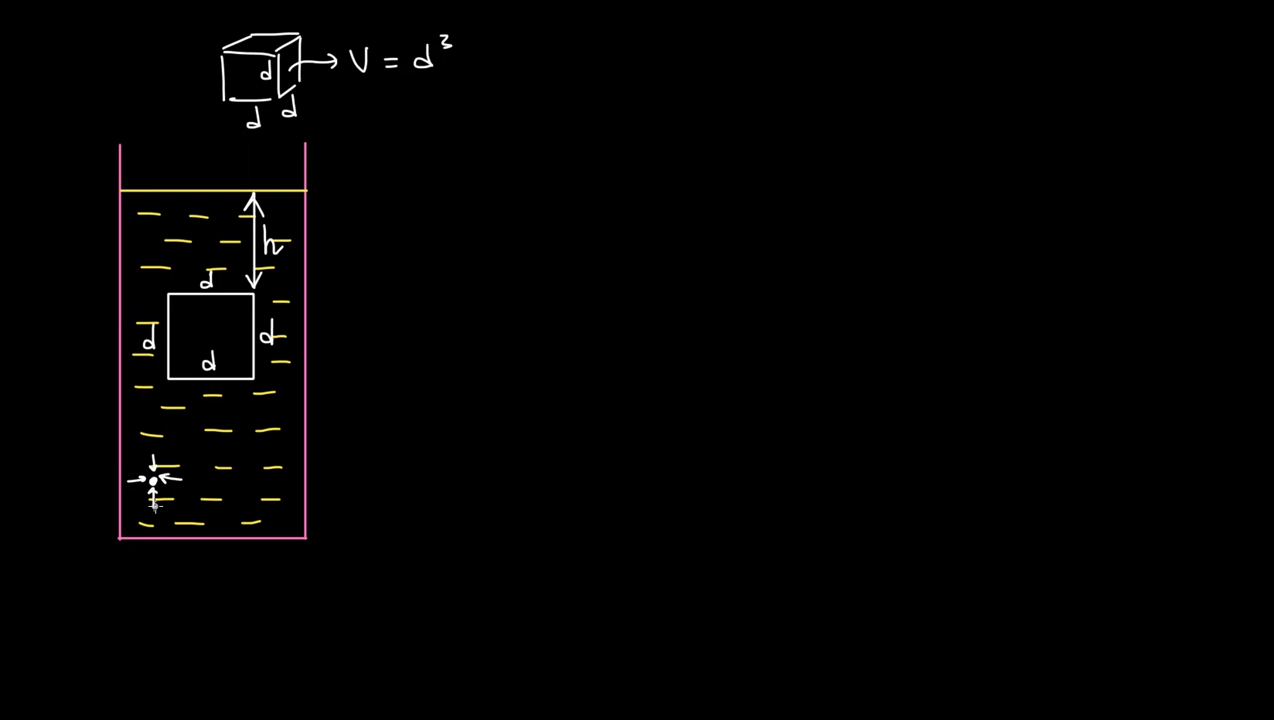 d → V = d³
d d
h
d
d d
d